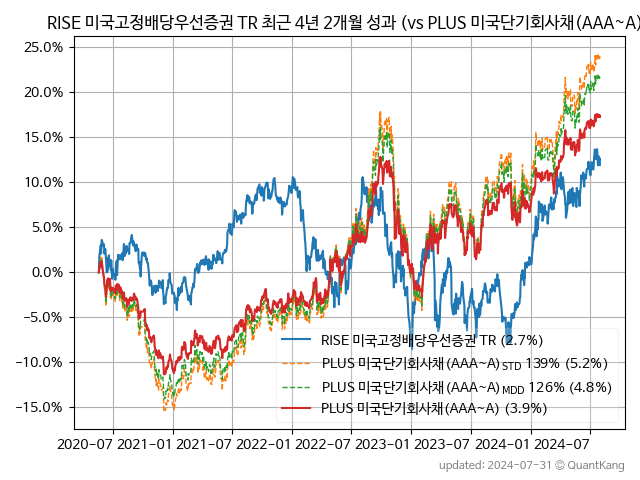 RISE 미국고정배당우선증권 TR 최근 4년 2개월 성과 (vs PLUS 미국단기회사채(AAA~A)
25.0%
20.0%
15.0%
10.0%
5.0%
0.0%
-5.0%
-10.0%
-15.0%
RISE 미국고정배당우선증권 TR (2.7%)
PLUS 미국단기회사채(AAA~A) STD 139% (5.2%)
PLUS 미국단기회사채(AAA~A) MDD 126% (4.8%)
PLUS 미국단기회사채(AAA~A) (3.9%)
2020-07 2021-01 2021-07 2022-01 2022-07 2023-01 2023-07 2024-01 2024-07
updated: 2024-07-31 © QuantKang